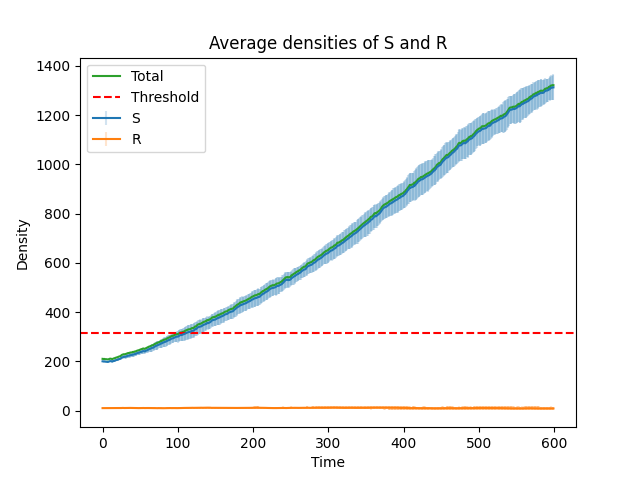 Average densities of S and R
Total
Threshold
S
R
1400
1200
1000
800
600
400
200
0
Density
0 100 200 300 400 500 600
Time